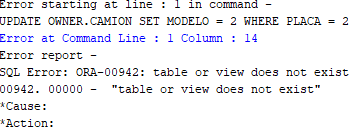 Error starting at line : 1 in command -
UPDATE OWNER.CAMION SET MODELO = 2 WHERE PLACA = 2
Error at Command Line : 1 Column : 14
Error report -
SQL Error: ORA-00942: table or view does not exist
00942. 00000 -  "table or view does not exist"
*Cause:
*Action: